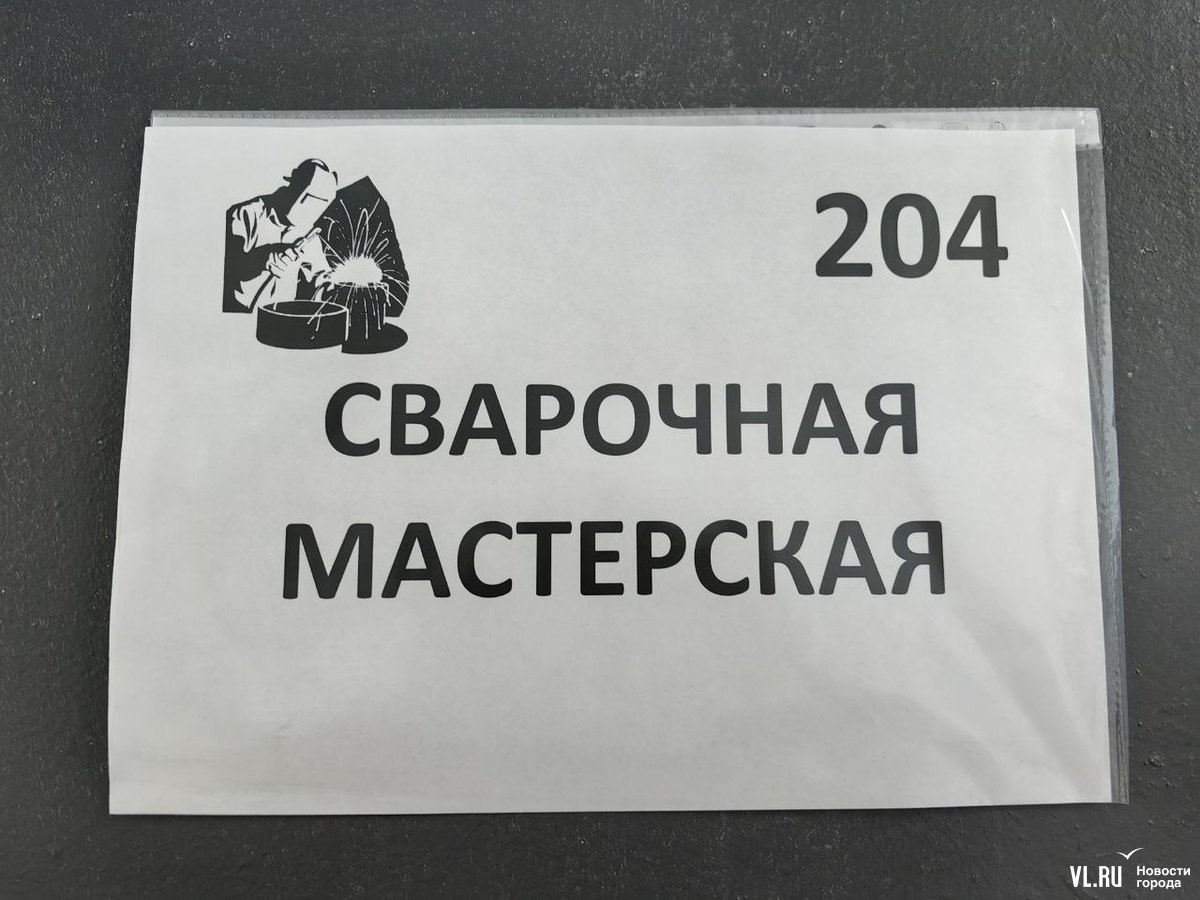 204
СВАРОЧНАЯ
МАСТЕРСКАЯ
VL.RU Новости
города